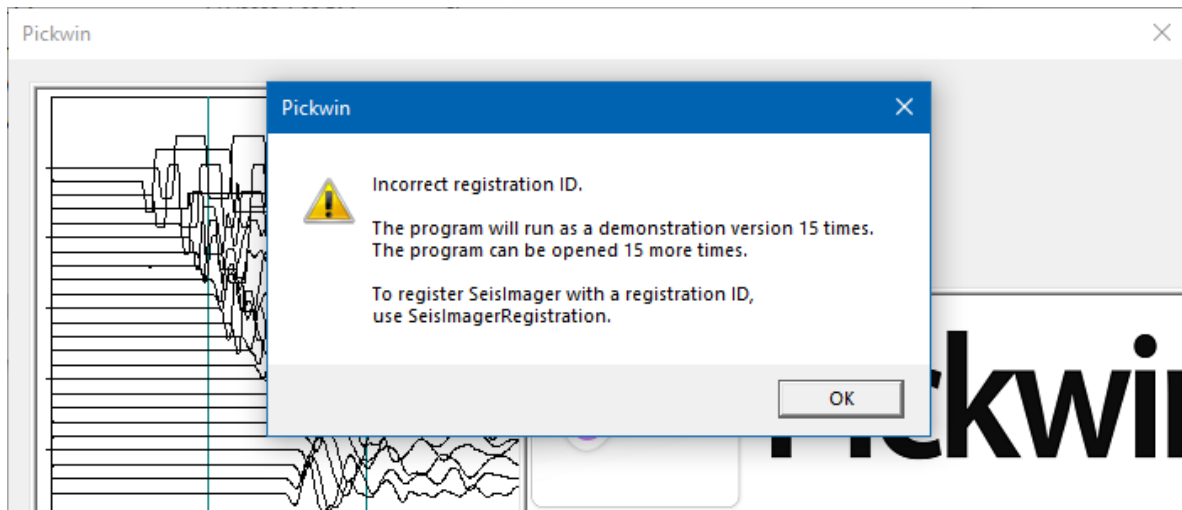 Pickwin
Pickwin
Incorrect registration ID.
The program will run as a demonstration version 15 times.
The program can be opened 15 more times.
To register SeisImager with a registration ID,
use SeisImagerRegistration.
OK